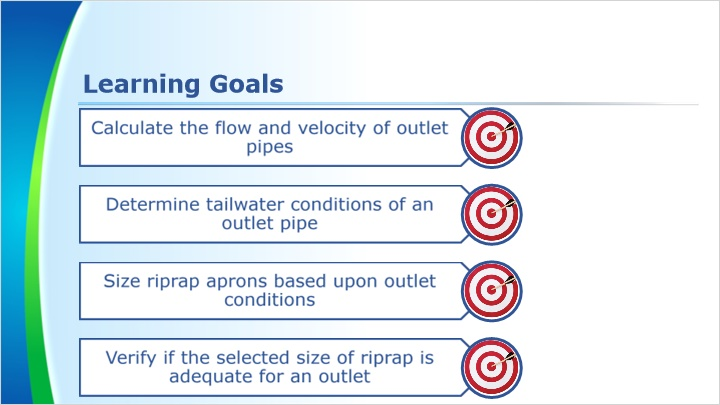 Learning Goals
Calculate the flow and velocity of outlet
pipes
Determine tailwater conditions of an
outlet pipe
Size riprap aprons based upon outlet
conditions
Verify if the selected size of riprap is
adequate for an outlet